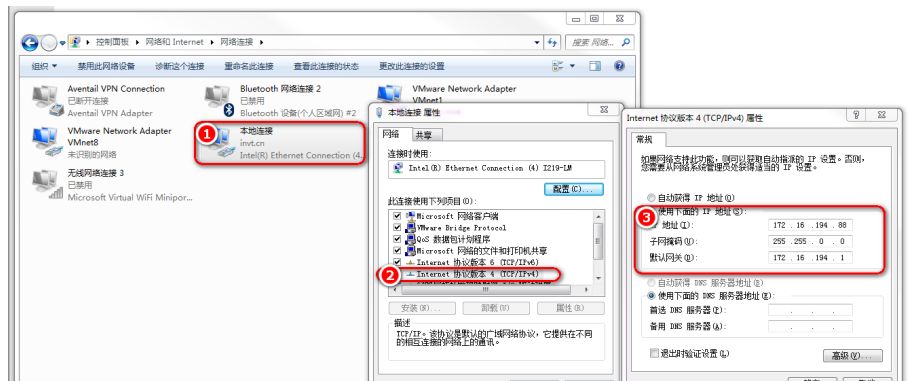 控制面板 ▸ 网络和 Internet ▸ 网络连接 ▸
搜索 网络...
组织 ▾ 禁用此网络设备 诊断这个连接 重命名此连接 查看此连接的状态 更改此连接的设置
Aventail VPN Connection
已断开连接
Aventail VPN Adapter
Bluetooth 网络连接 2
已禁用
Bluetooth 设备(个人区域网) #2
VMware Network Adapter
VMnet1
VMware Network Adapter
VMnet8
未识别的网络
1
本地连接
invt.cn
Intel(R) Ethernet Connection (4...
无线网络连接 3
已禁用
Microsoft Virtual WiFi Minipor...
本地连接 属性
网络 共享
连接时使用:
Intel(R) Ethernet Connection (4) I219-LM
配置(C)...
此连接使用下列项目(O):
Microsoft 网络客户端
VMware Bridge Protocol
QoS 数据包计划程序
Microsoft 网络的文件和打印机共享
Internet 协议版本 6 (TCP/IPv6)
2
Internet 协议版本 4 (TCP/IPv4)
安装(N)... 卸载(U) 属性(R)
描述
TCP/IP。该协议是默认的广域网络协议，它提供在不同
的相互连接的网络上的通讯。
Internet 协议版本 4 (TCP/IPv4) 属性
常规
如果网络支持此功能，则可以获取自动指派的 IP 设置。否则，
您需要从网络系统管理员处获得适当的 IP 设置。
自动获得 IP 地址(O)
使用下面的 IP 地址(S):
3
地址(I): 172 . 16 . 194 . 88
子网掩码(U): 255 . 255 . 0 . 0
默认网关(D): 172 . 16 . 194 . 1
自动获得 DNS 服务器地址(B)
使用下面的 DNS 服务器地址(E):
首选 DNS 服务器(P):
备用 DNS 服务器(A):
退出时验证设置(L)
高级(V)...